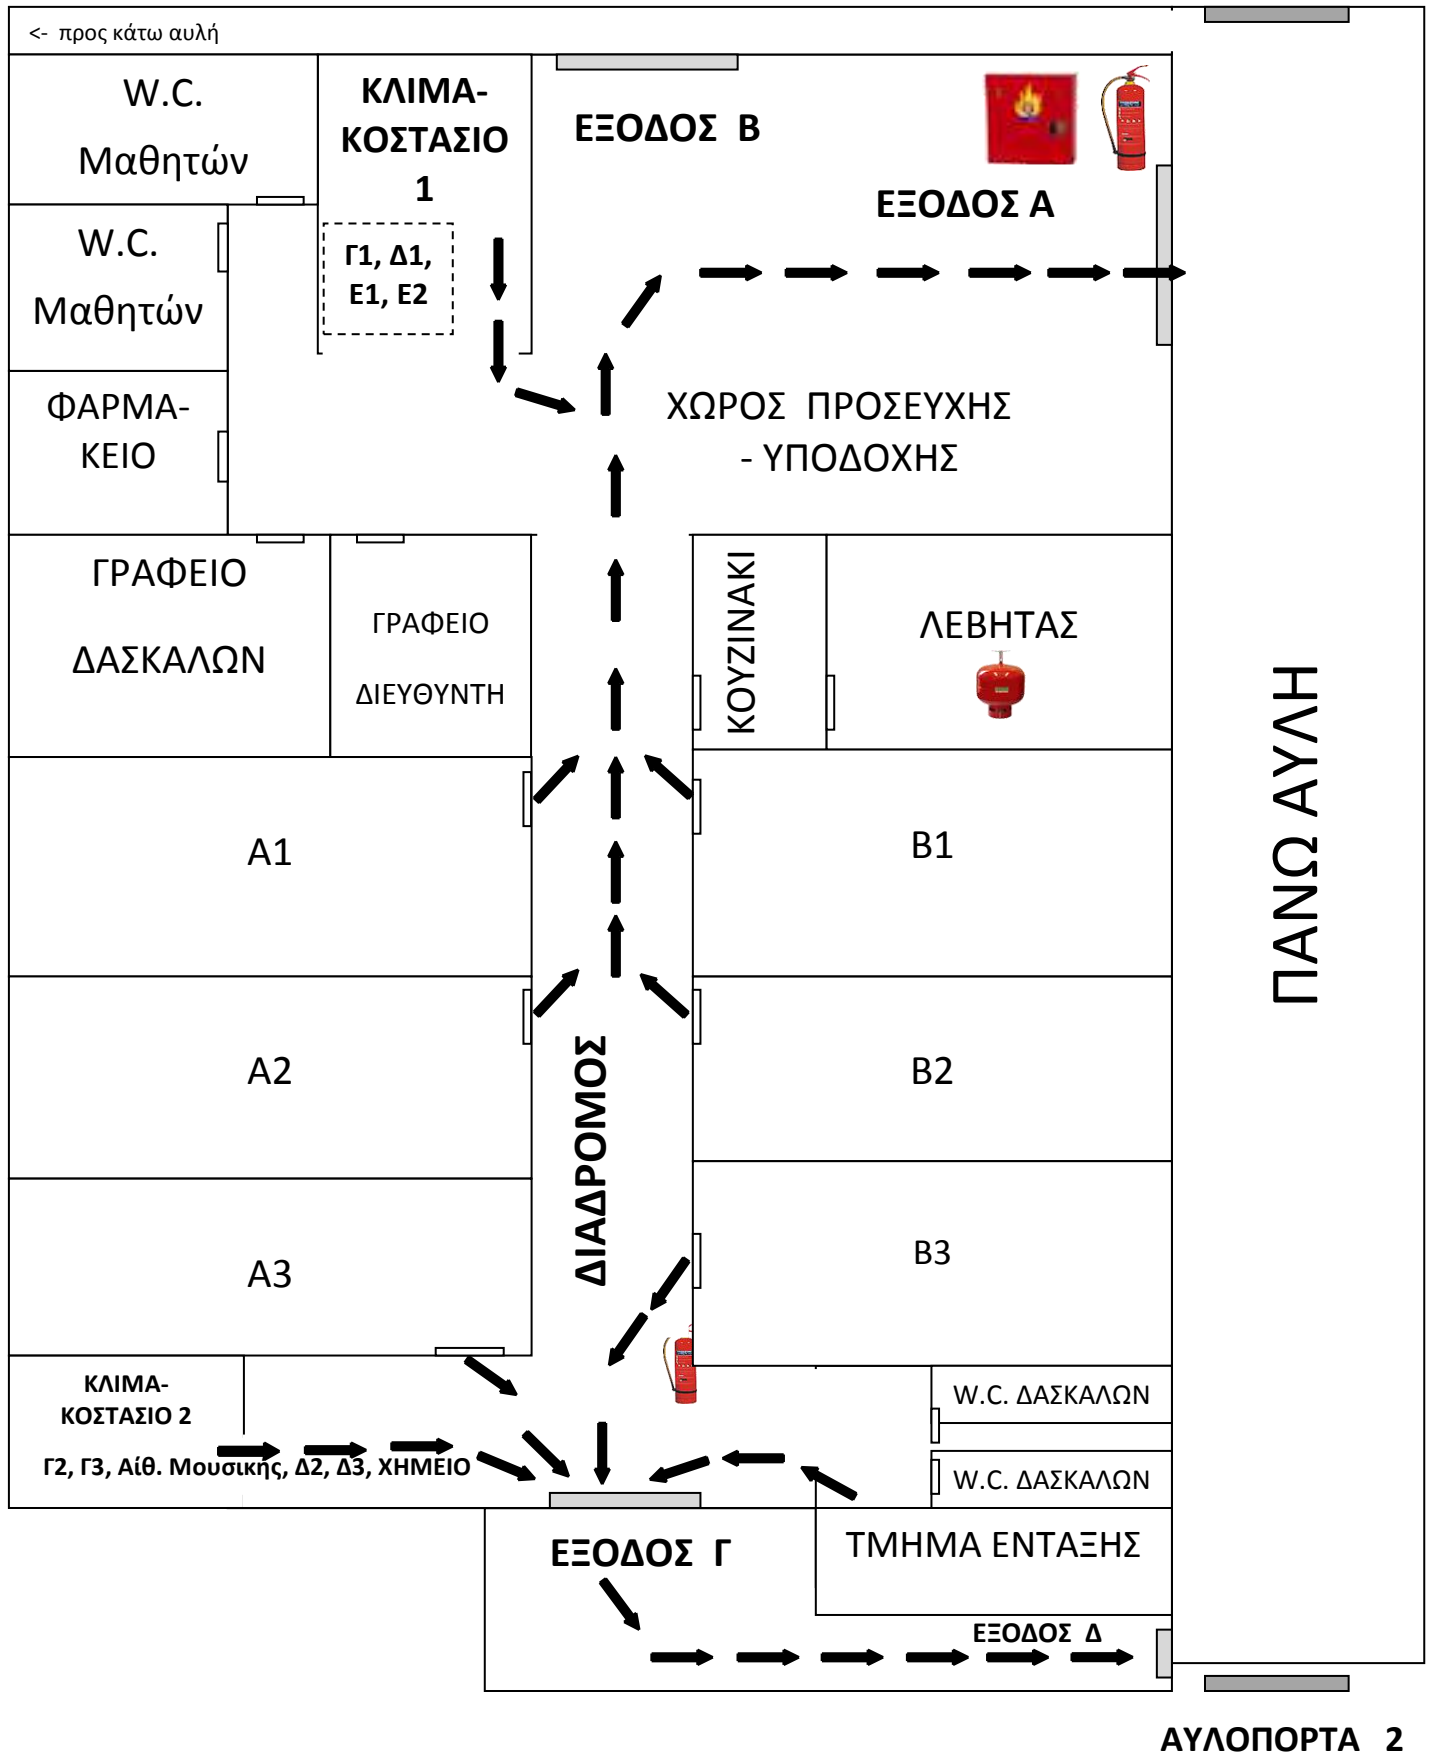 <- προς κάτω αυλή
W.C.
Μαθητών
ΚΛΙΜΑ-
ΚΟΣΤΑΣΙΟ
1
ΕΞΟΔΟΣ Β
ΕΞΟΔΟΣ Α
W.C.
Μαθητών
Γ1, Δ1,
Ε1, Ε2
ΦΑΡΜΑ-
ΚΕΙΟ
ΧΩΡΟΣ ΠΡΟΣΕΥΧΗΣ
- ΥΠΟΔΟΧΗΣ
ΓΡΑΦΕΙΟ
ΔΑΣΚΑΛΩΝ
ΓΡΑΦΕΙΟ
ΔΙΕΥΘΥΝΤΗ
ΚΟΥΖΙΝΑΚΙ
ΛΕΒΗΤΑΣ
ΠΑΝΩ ΑΥΛΗ
Α1
Β1
Α2
Β2
ΔΙΑΔΡΟΜΟΣ
Α3
Β3
ΚΛΙΜΑ-
ΚΟΣΤΑΣΙΟ 2
Γ2, Γ3, Αίθ. Μουσικής, Δ2, Δ3, ΧΗΜΕΙΟ
W.C. ΔΑΣΚΑΛΩΝ
W.C. ΔΑΣΚΑΛΩΝ
ΕΞΟΔΟΣ Γ
ΤΜΗΜΑ ΕΝΤΑΞΗΣ
ΕΞΟΔΟΣ Δ
ΑΥΛΟΠΟΡΤΑ 2